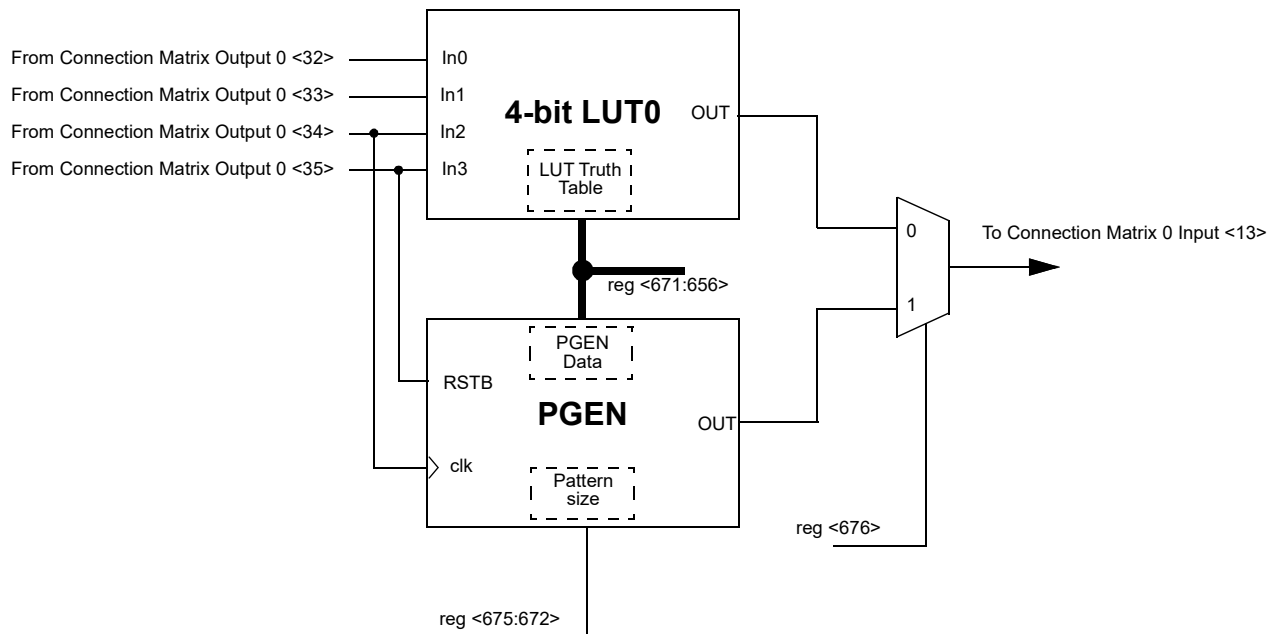 From Connection Matrix Output 0 <32>
From Connection Matrix Output 0 <33>
From Connection Matrix Output 0 <34>
From Connection Matrix Output 0 <35>
In0
In1
In2
In3
4-bit LUT0
OUT
LUT Truth
Table
reg <671:656>
PGEN
Data
RSTB
PGEN
OUT
clk
Pattern
size
reg <675:672>
0
1
To Connection Matrix 0 Input <13>
reg <676>